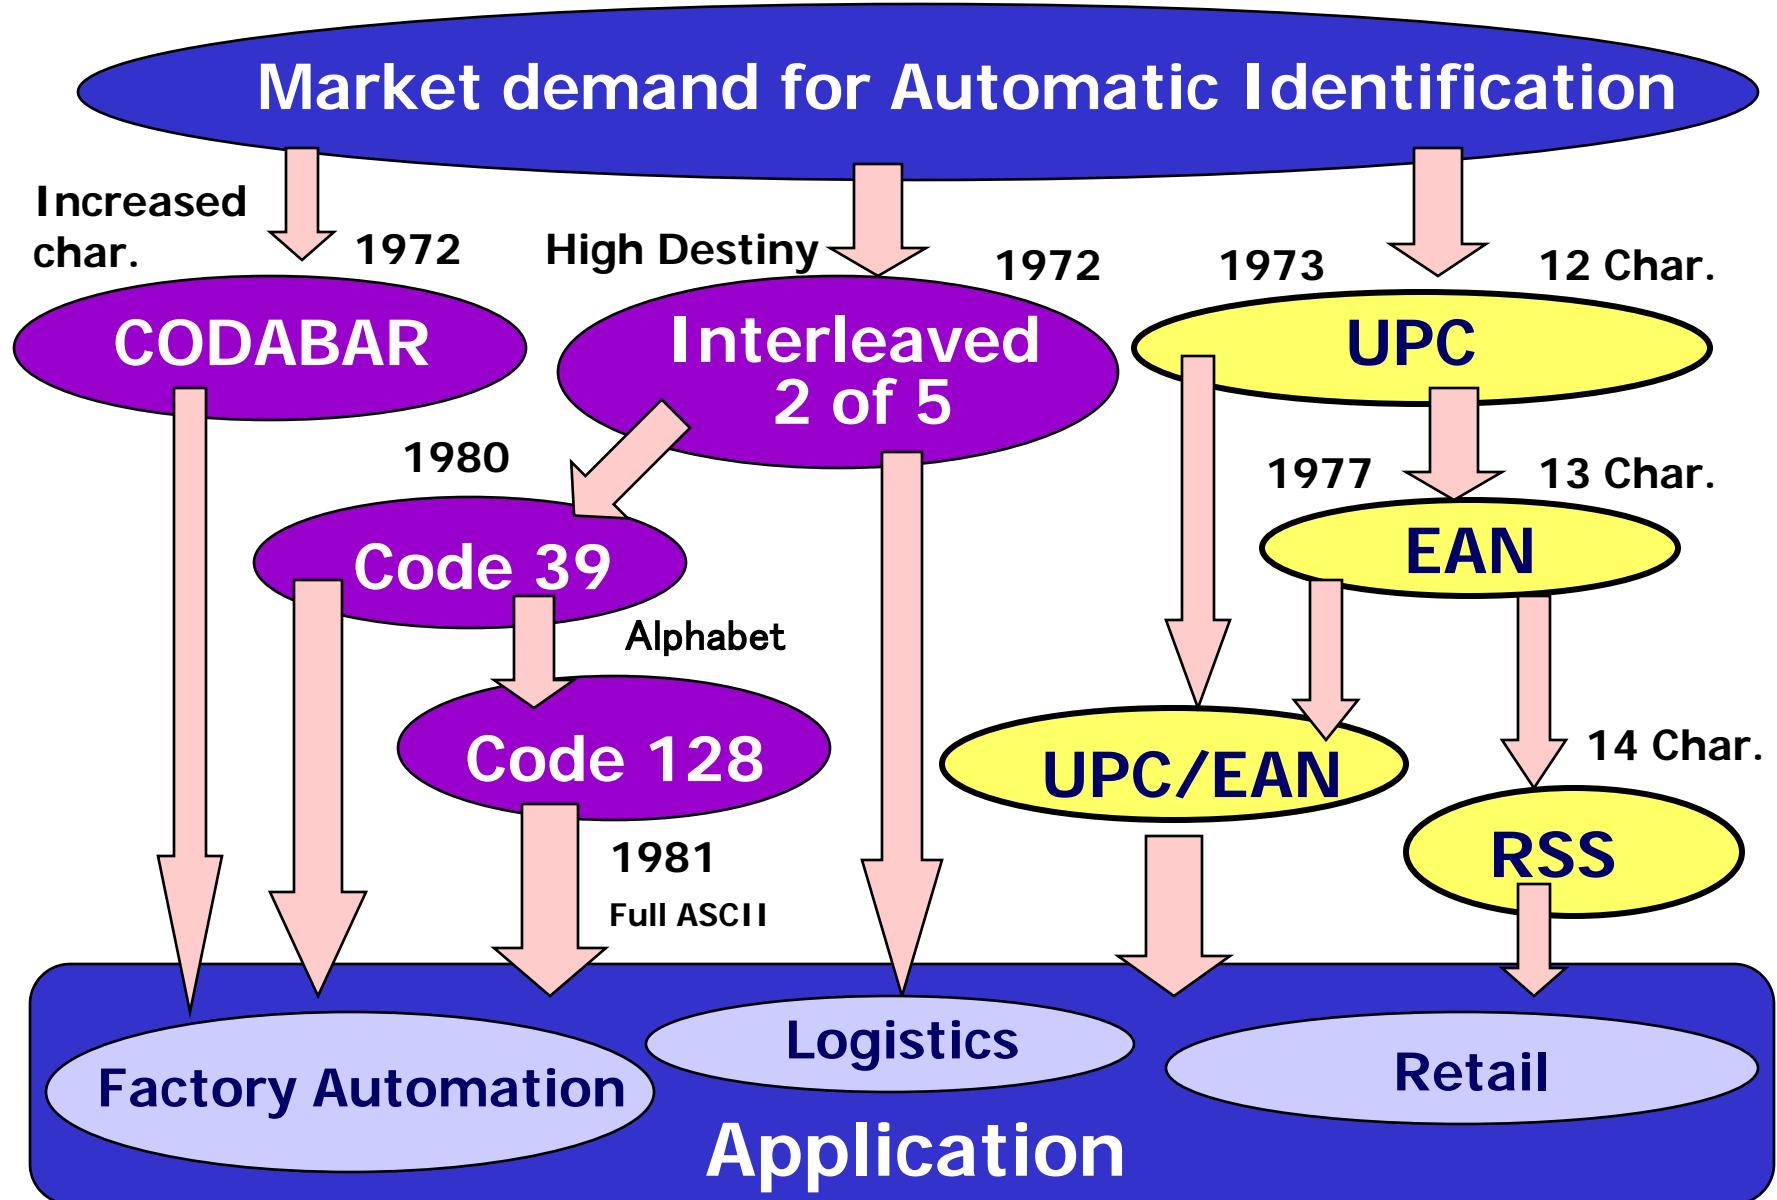 Market demand for Automatic Identification
Increased
char.
1972
High Destiny
1972
1973
12 Char.
CODABAR
Interleaved
2 of 5
UPC
1980
1977
13 Char.
Code 39
EAN
Alphabet
Code 128
UPC/EAN
14 Char.
1981
Full ASCII
RSS
Factory Automation
Logistics
Retail
Application